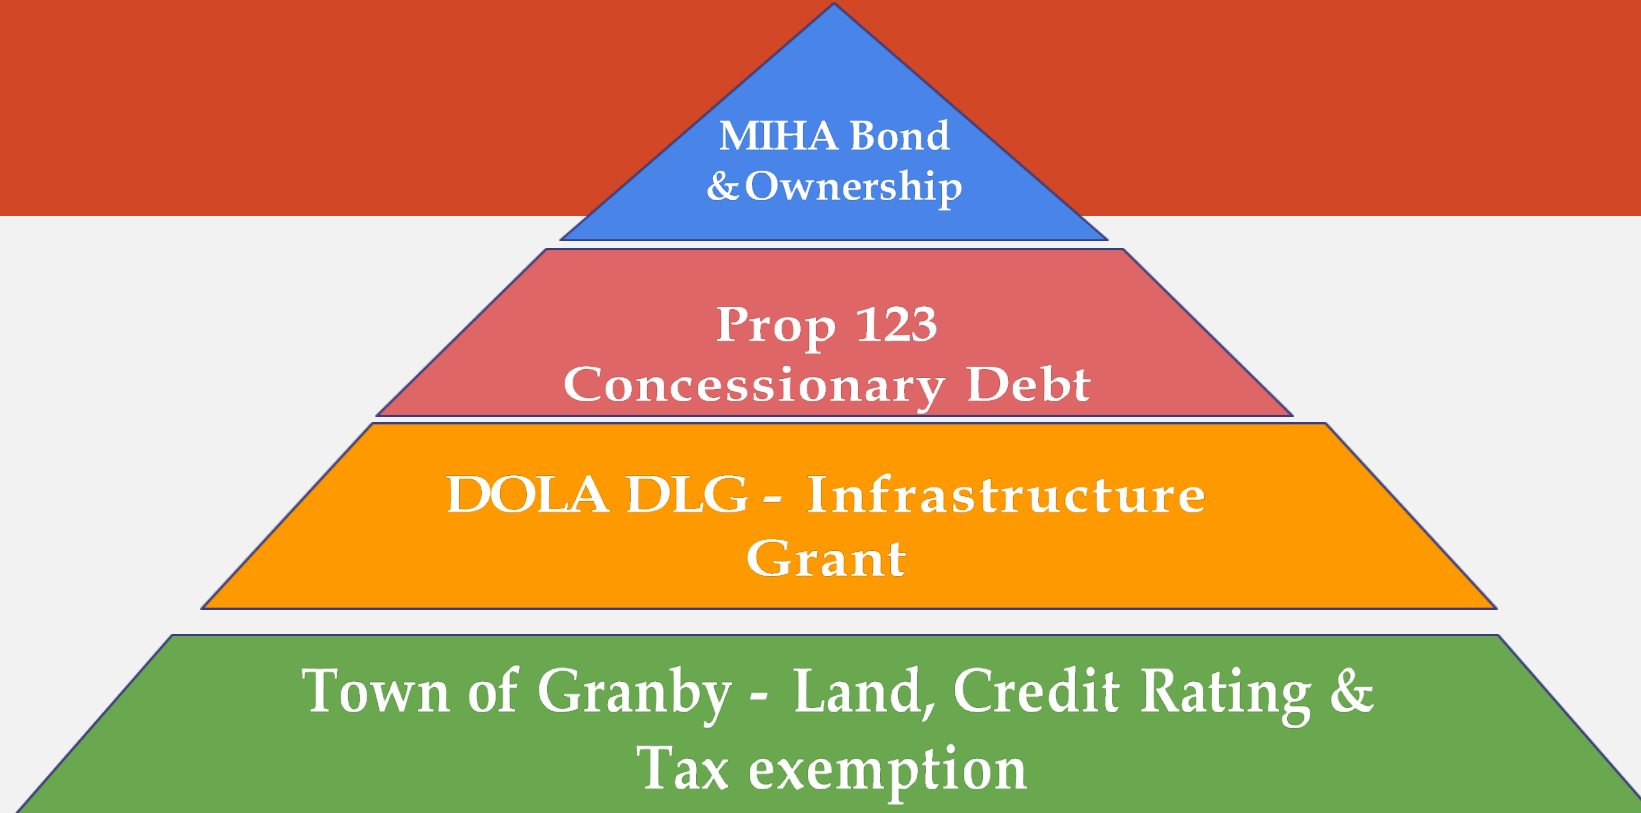 MIHA Bond
& Ownership
Prop 123
Concessionary Debt
DOLA DLG - Infrastructure
Grant
Town of Granby - Land, Credit Rating &
Tax exemption